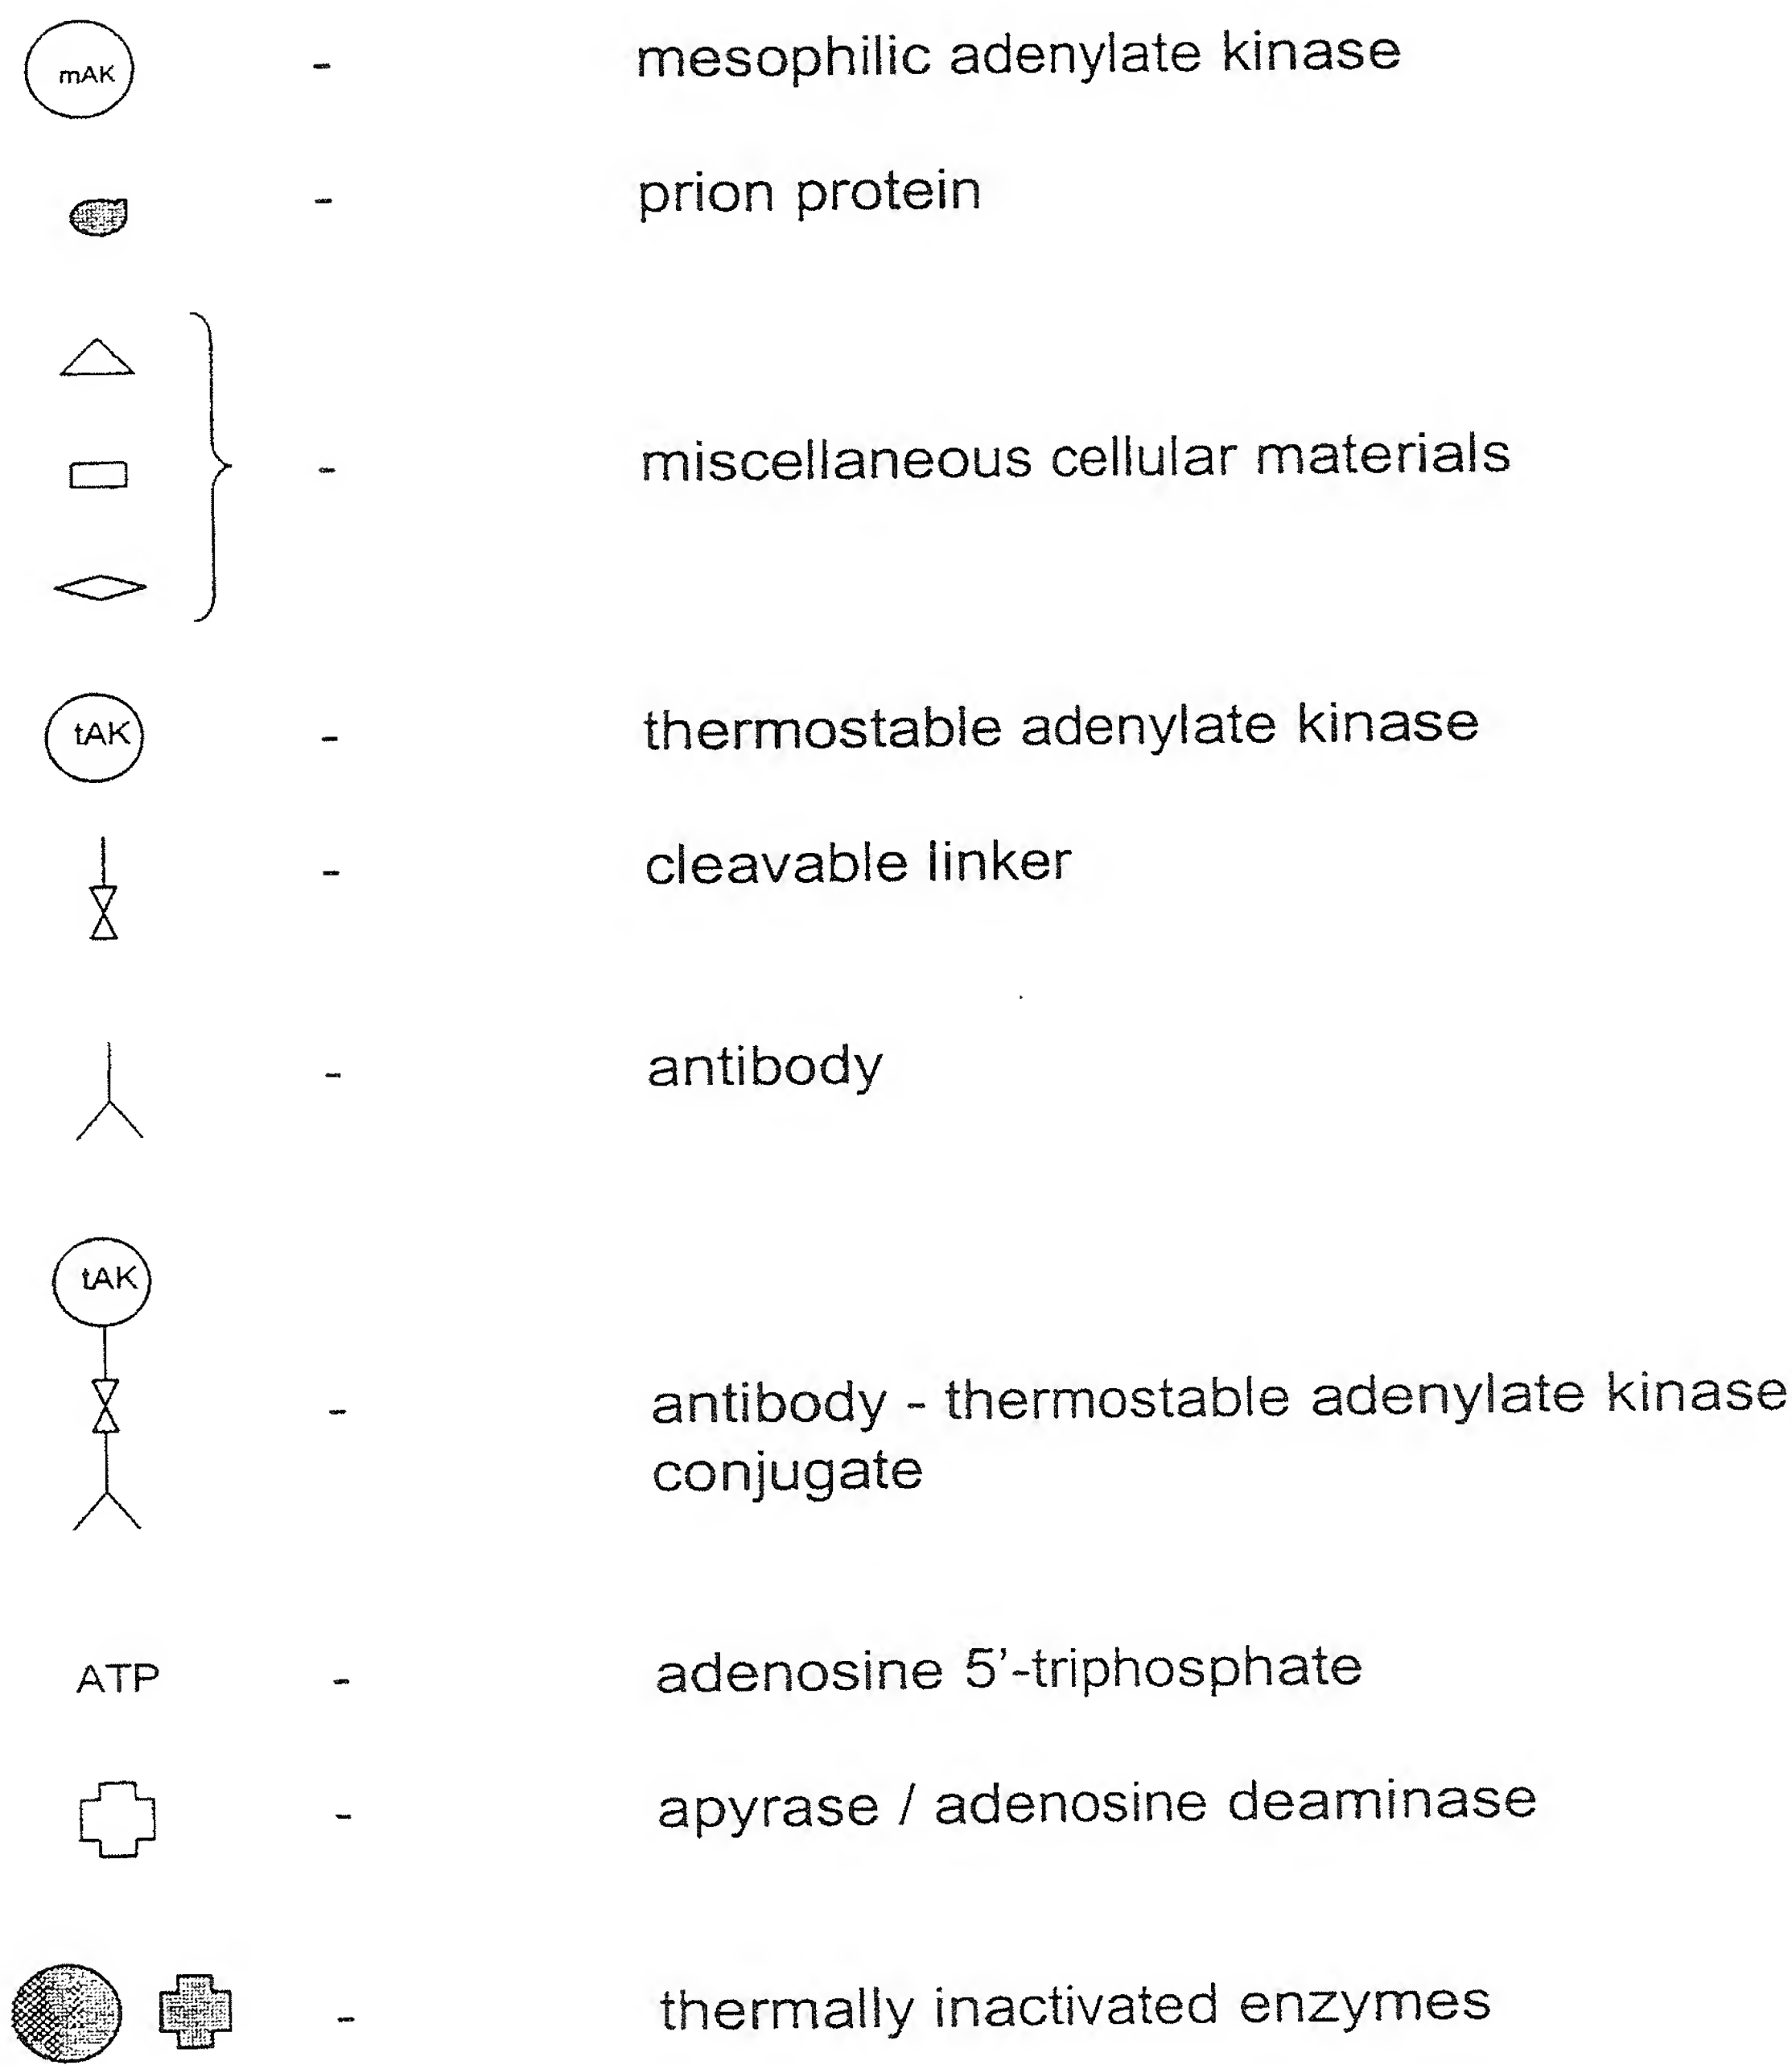 mAK - mesophilic adenylate kinase
- prion protein
- miscellaneous cellular materials
tAK - thermostable adenylate kinase
- cleavable linker
- antibody
tAK
- antibody - thermostable adenylate kinase
conjugate
ATP - adenosine 5'-triphosphate
- apyrase / adenosine deaminase
- thermally inactivated enzymes